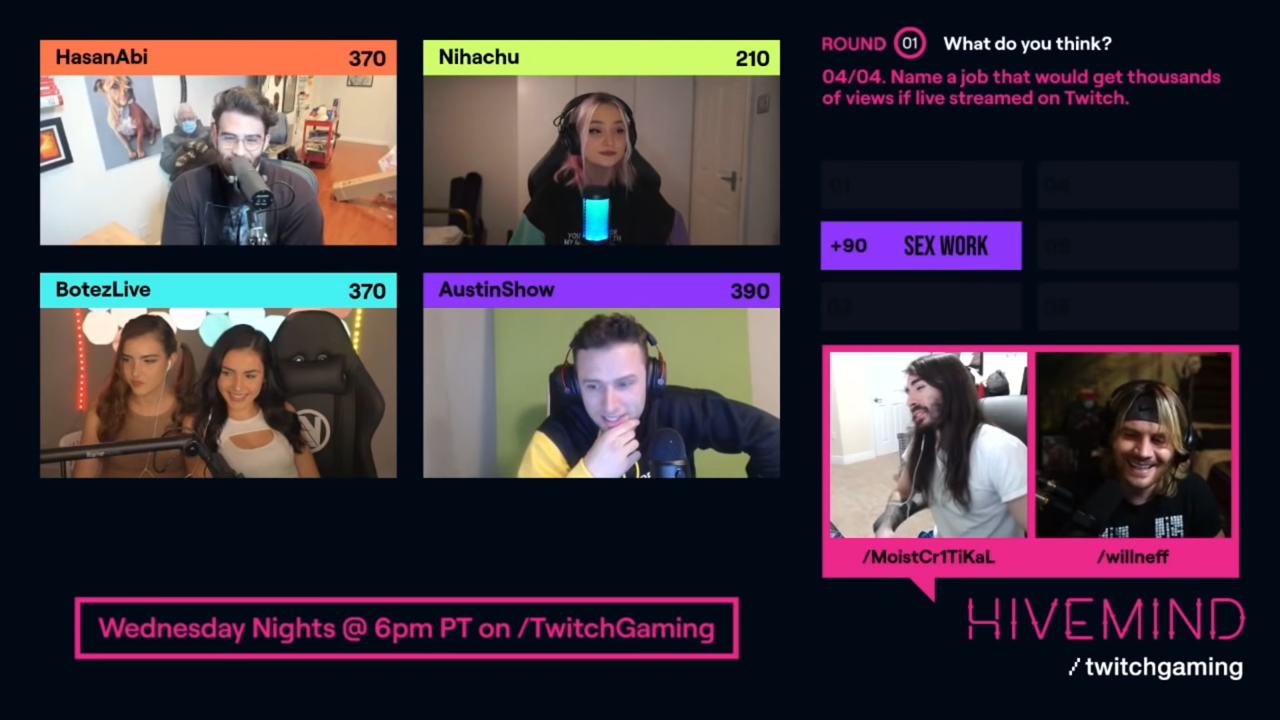 HasanAbi 370
Nihachu 210
ROUND 01 What do you think?
04/04. Name a job that would get thousands
of views if live streamed on Twitch.
01 04
+90 SEX WORK
BotezLive 370
AustinShow 390
/MoistCr1TiKaL /willneff
Wednesday Nights @ 6pm PT on /TwitchGaming
HIVEMIND
/twitchgaming